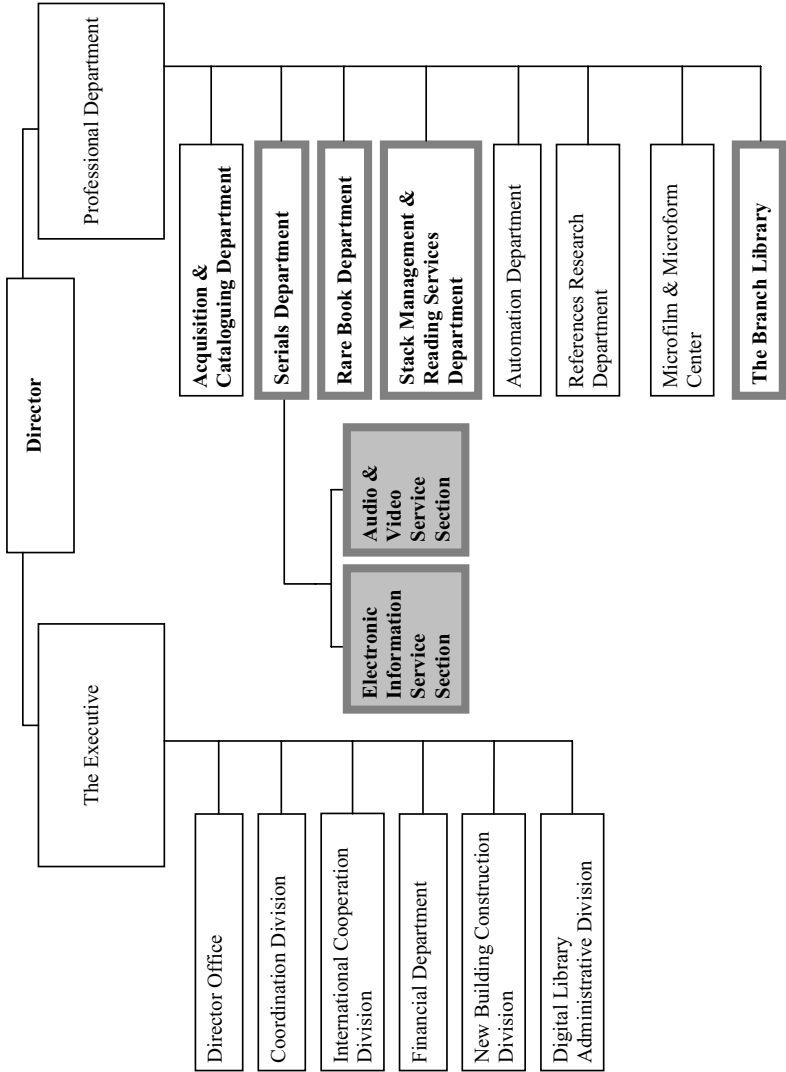 Director
The Executive
Professional Department
Director Office
Coordination Division
International Cooperation
Division
Financial Department
New Building Construction
Division
Digital Library
Administrative Division
Electronic
Information
Service
Section
Audio &
Video
Service
Section
Acquisition &
Cataloguing Department
Serials Department
Rare Book Department
Stack Management &
Reading Services
Department
Automation Department
References Research
Department
Microfilm & Microform
Center
The Branch Library